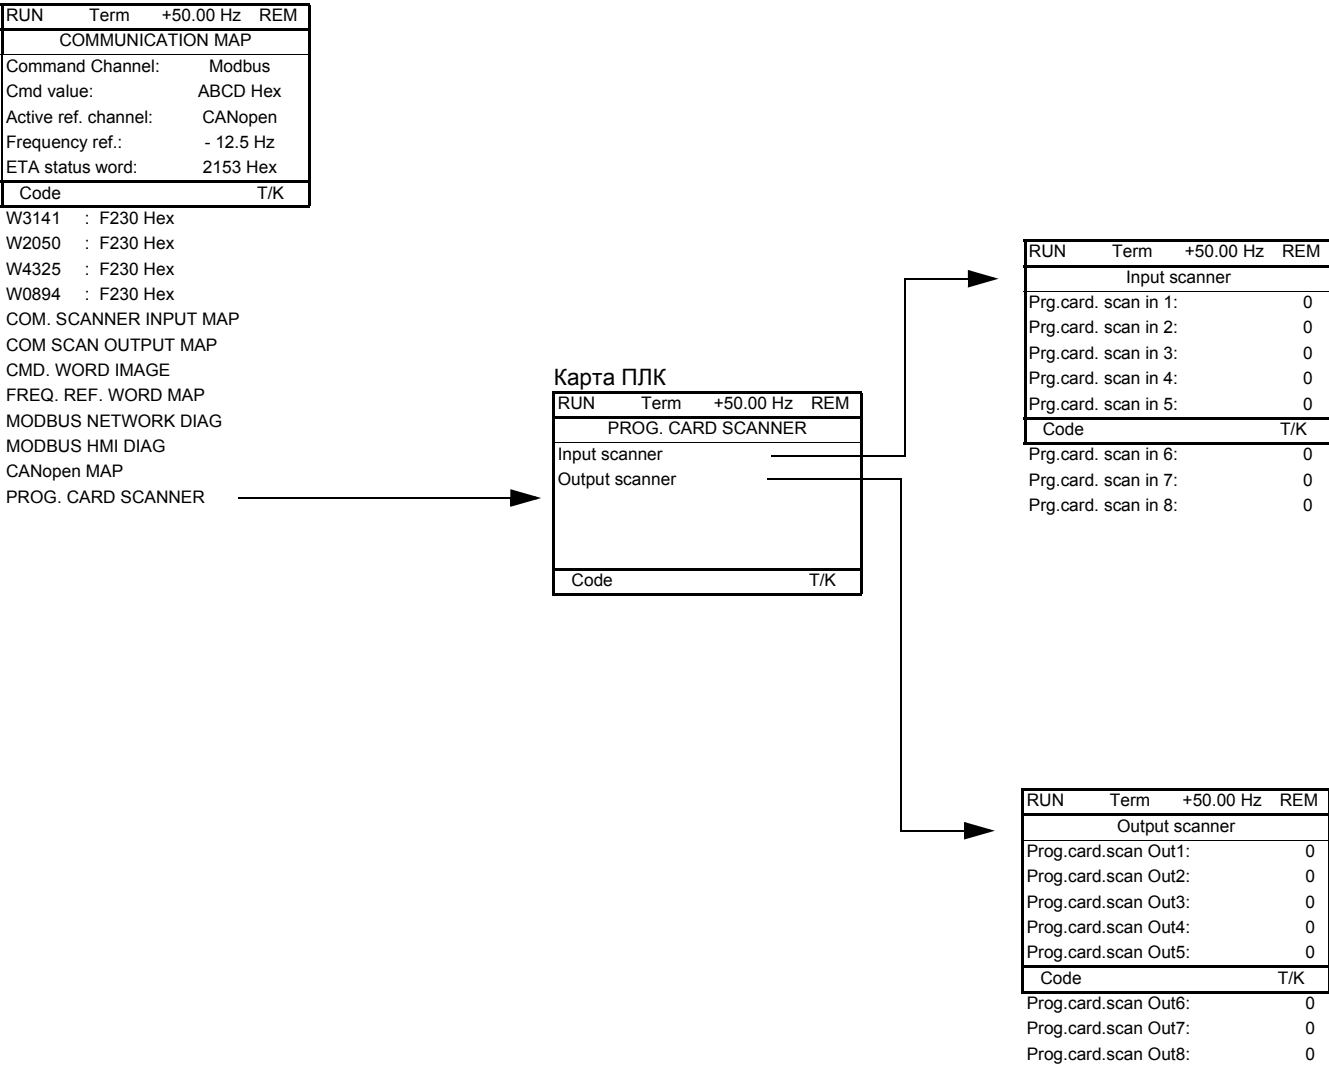 RUN Term +50.00 Hz REM
COMMUNICATION MAP
Command Channel: Modbus
Cmd value: ABCD Hex
Active ref. channel: CANopen
Frequency ref.: - 12.5 Hz
ETA status word: 2153 Hex
Code T/K
W3141 : F230 Hex
W2050 : F230 Hex
W4325 : F230 Hex
W0894 : F230 Hex
COM. SCANNER INPUT MAP
COM SCAN OUTPUT MAP
CMD. WORD IMAGE
FREQ. REF. WORD MAP
MODBUS NETWORK DIAG
MODBUS HMI DIAG
CANopen MAP
PROG. CARD SCANNER
Карта ПЛК
RUN Term +50.00 Hz REM
PROG. CARD SCANNER
Input scanner
Output scanner
Code T/K
RUN Term +50.00 Hz REM
Input scanner
Prg.card. scan in 1: 0
Prg.card. scan in 2: 0
Prg.card. scan in 3: 0
Prg.card. scan in 4: 0
Prg.card. scan in 5: 0
Code T/K
Prg.card. scan in 6: 0
Prg.card. scan in 7: 0
Prg.card. scan in 8: 0
RUN Term +50.00 Hz REM
Output scanner
Prog.card.scan Out1: 0
Prog.card.scan Out2: 0
Prog.card.scan Out3: 0
Prog.card.scan Out4: 0
Prog.card.scan Out5: 0
Code T/K
Prog.card.scan Out6: 0
Prog.card.scan Out7: 0
Prog.card.scan Out8: 0